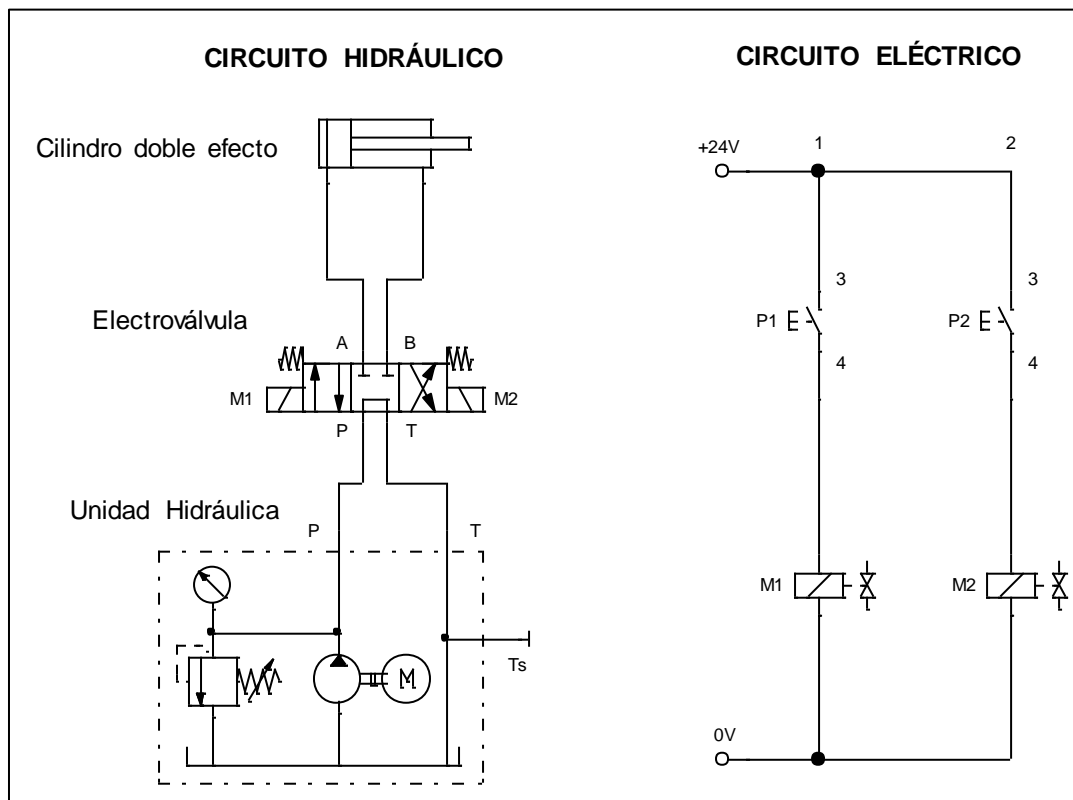 CIRCUITO HIDRÁULICO
CIRCUITO ELÉCTRICO
Cilindro doble efecto
+24V
1
2
3
3
P1
P2
4
4
Electroválvula
A
B
M1
M2
P
T
Unidad Hidráulica
P
T
M1
M2
Ts
M
0V